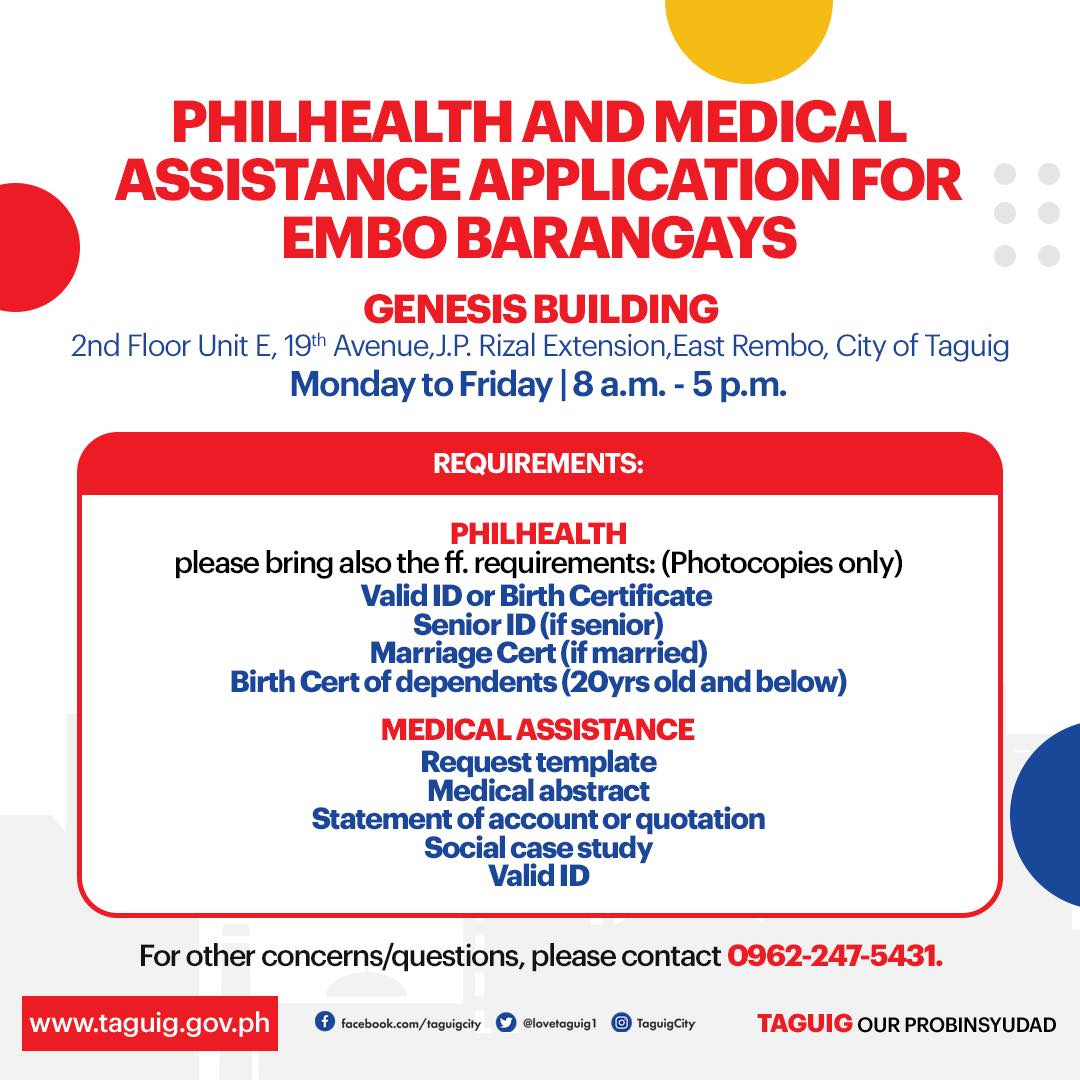 PHILHEALTH AND MEDICAL
ASSISTANCE APPLICATION FOR
EMBO BARANGAYS
GENESIS BUILDING
2nd Floor Unit E, 19th Avenue,J.P. Rizal Extension,East Rembo, City of Taguig
Monday to Friday | 8 a.m. - 5 p.m.
REQUIREMENTS:
PHILHEALTH
please bring also the ff. requirements: (Photocopies only)
Valid ID or Birth Certificate
Senior ID (if senior)
Marriage Cert (if married)
Birth Cert of dependents (20yrs old and below)
MEDICAL ASSISTANCE
Request template
Medical abstract
Statement of account or quotation
Social case study
Valid ID
For other concerns/questions, please contact 0962-247-5431.
www.taguig.gov.ph facebook.com/taguigcity @lovetaguig1 TaguigCity TAGUIG OUR PROBINSYUDAD